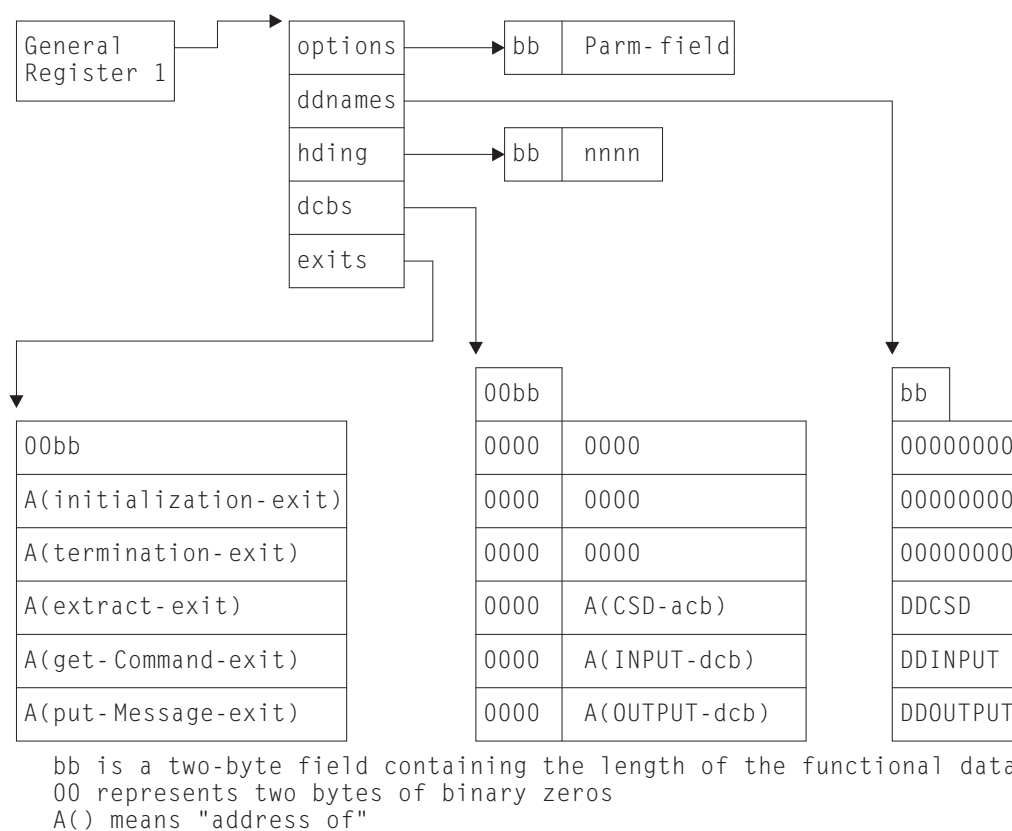 General
Register 1
options
bb Parm-field
ddnames
hding
bb nnnn
dcbs
exits
00bb
A(initialization-exit)
A(termination-exit)
A(extract-exit)
A(get-Command-exit)
A(put-Message-exit)
00bb
0000 0000
0000 0000
0000 0000
0000 A(CSD-acb)
0000 A(INPUT-dcb)
0000 A(OUTPUT-dcb)
bb
00000000
00000000
00000000
DDCSD
DDINPUT
DDOUTPUT
bb is a two-byte field containing the length of the functional data
00 represents two bytes of binary zeros
A() means "address of"